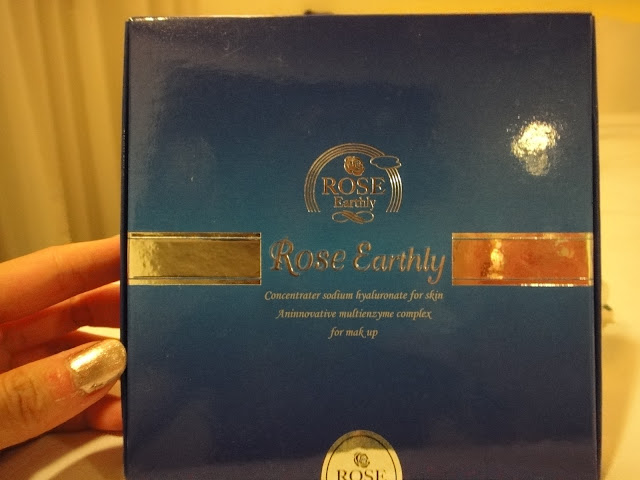 ROSE
Earthly
Rose Earthly
Concentrater sodium hyaluronate for skin
Aninnovative multienzyme complex
for mak up
ROSE